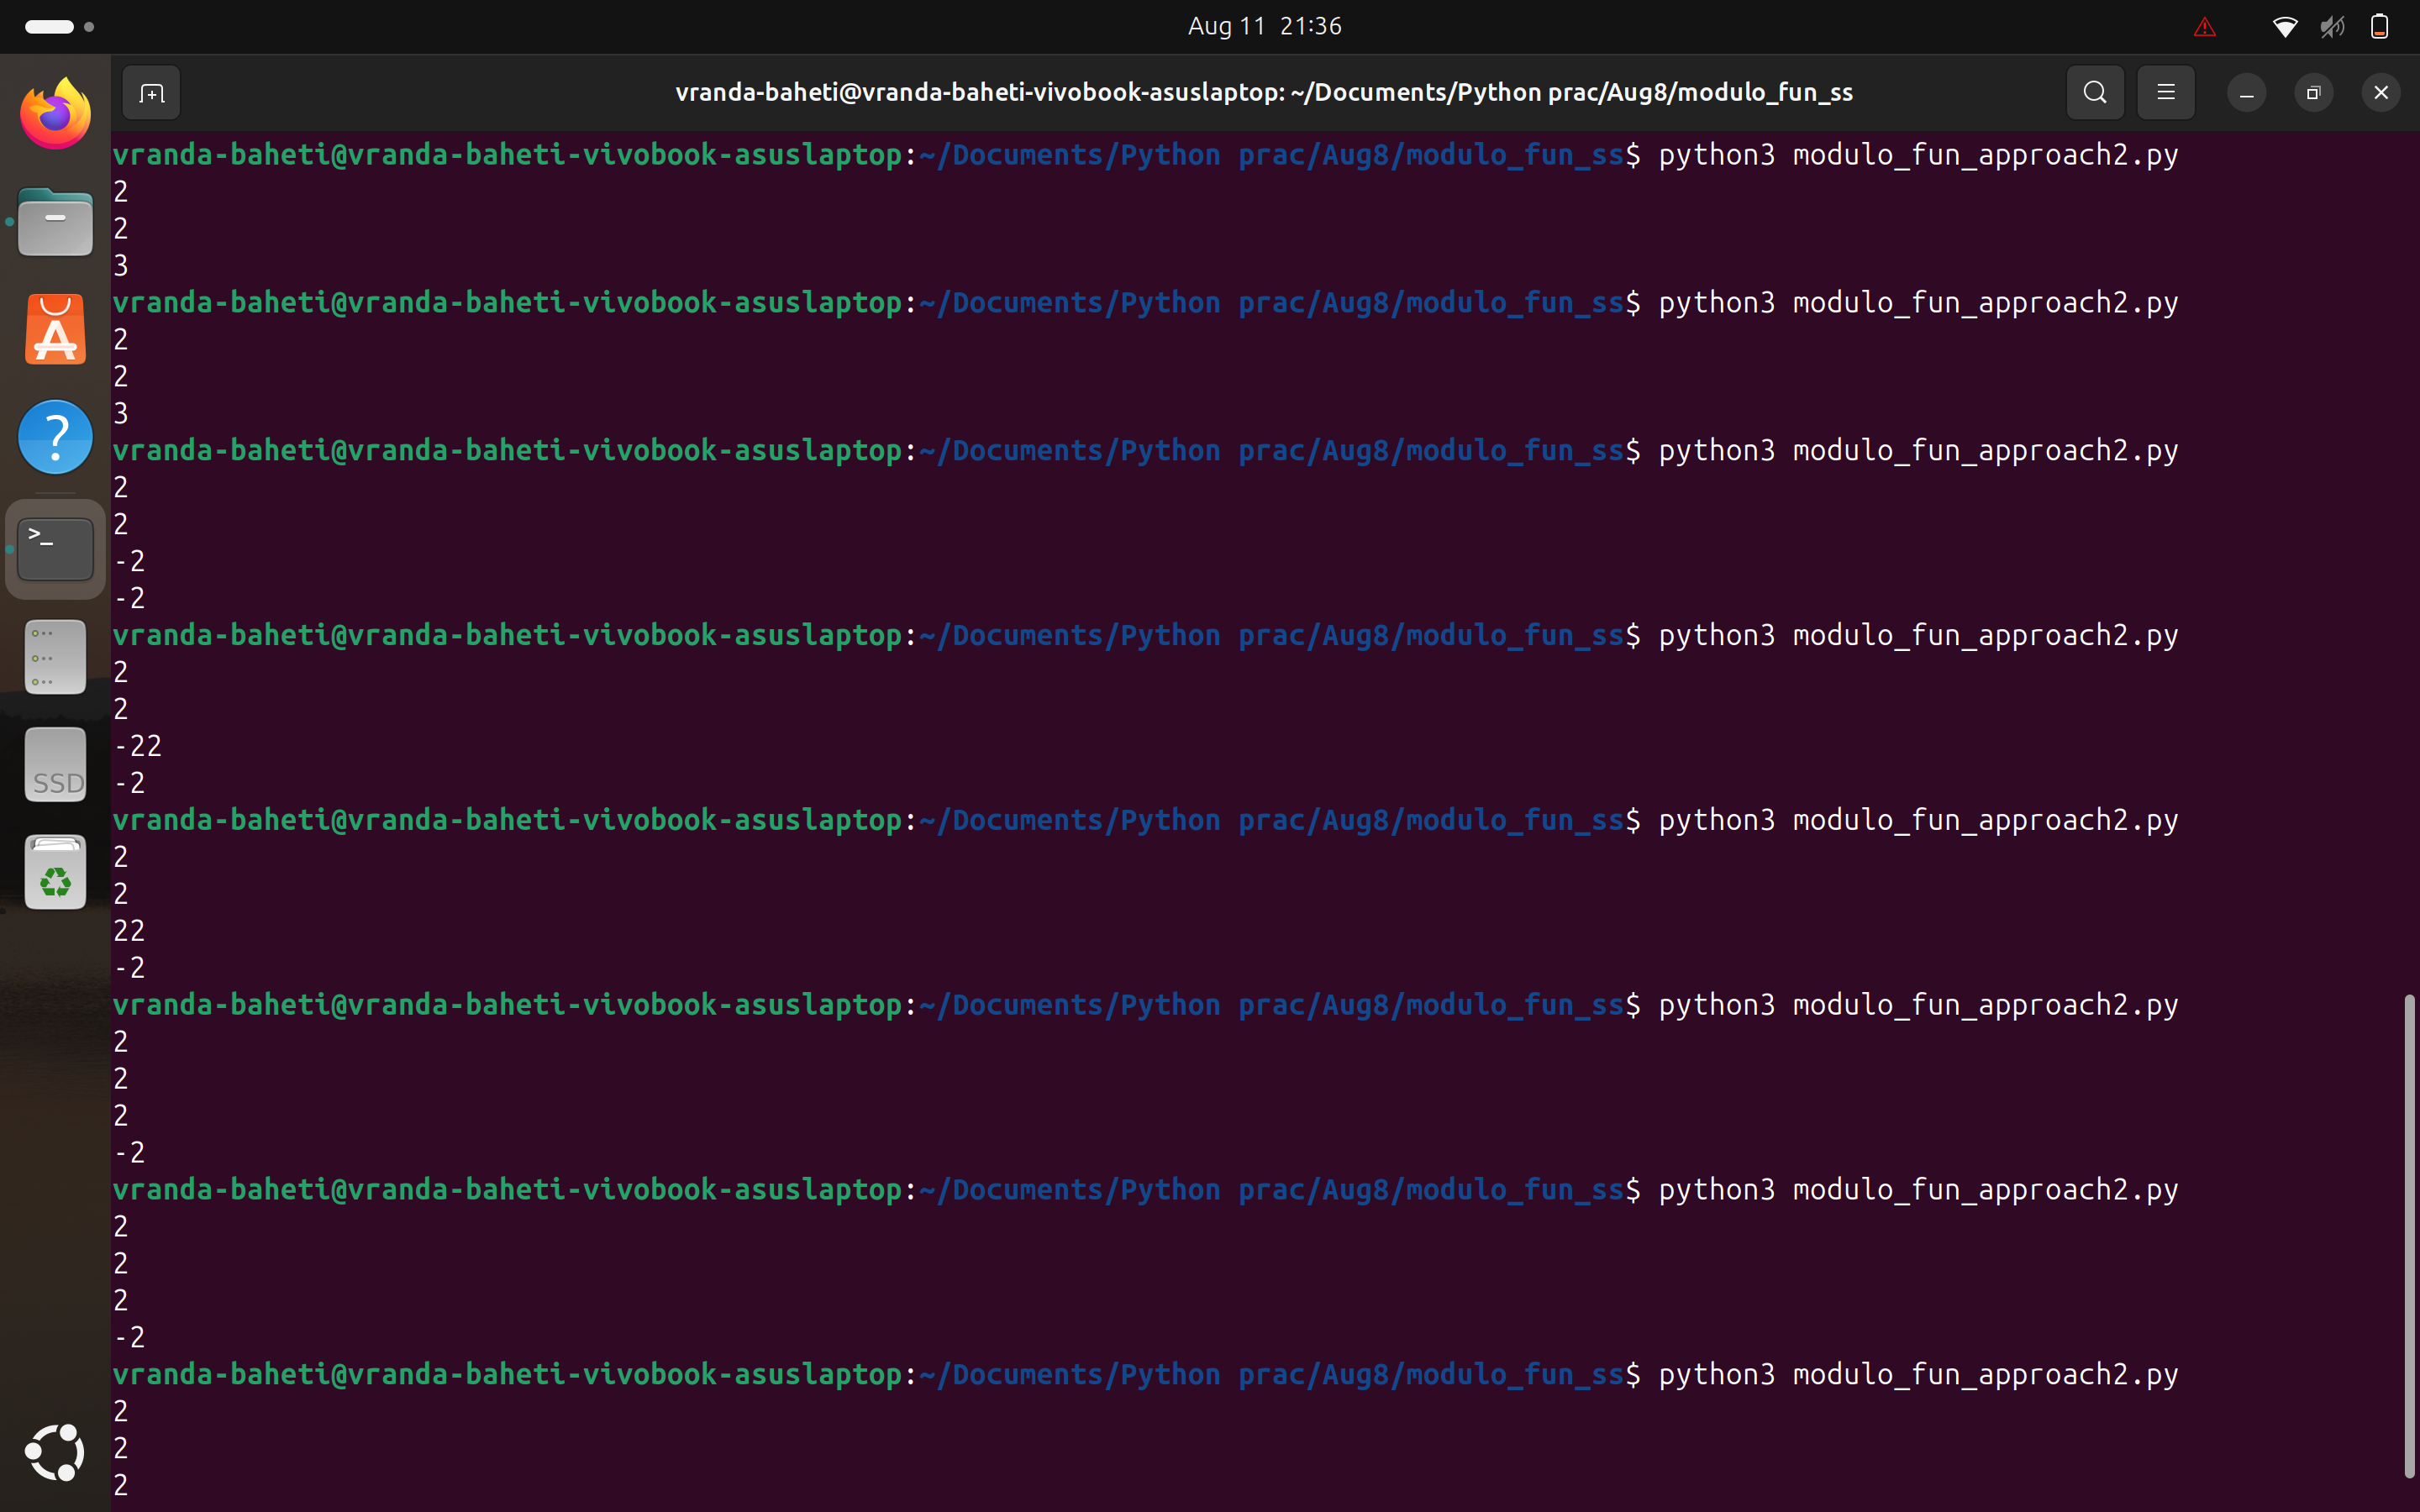 Aug 11 21:36
vranda-baheti@vranda-baheti-vivobook-asuslaptop: ~/Documents/Python prac/Aug8/modulo_fun_ss
vranda-baheti@vranda-baheti-vivobook-asuslaptop:~/Documents/Python prac/Aug8/modulo_fun_ss$ python3 modulo_fun_approach2.py
2
2
3
vranda-baheti@vranda-baheti-vivobook-asuslaptop:~/Documents/Python prac/Aug8/modulo_fun_ss$ python3 modulo_fun_approach2.py
2
2
3
vranda-baheti@vranda-baheti-vivobook-asuslaptop:~/Documents/Python prac/Aug8/modulo_fun_ss$ python3 modulo_fun_approach2.py
2
2
-2
-2
vranda-baheti@vranda-baheti-vivobook-asuslaptop:~/Documents/Python prac/Aug8/modulo_fun_ss$ python3 modulo_fun_approach2.py
2
2
-22
-2
vranda-baheti@vranda-baheti-vivobook-asuslaptop:~/Documents/Python prac/Aug8/modulo_fun_ss$ python3 modulo_fun_approach2.py
2
2
22
-2
vranda-baheti@vranda-baheti-vivobook-asuslaptop:~/Documents/Python prac/Aug8/modulo_fun_ss$ python3 modulo_fun_approach2.py
2
2
2
-2
vranda-baheti@vranda-baheti-vivobook-asuslaptop:~/Documents/Python prac/Aug8/modulo_fun_ss$ python3 modulo_fun_approach2.py
2
2
2
-2
vranda-baheti@vranda-baheti-vivobook-asuslaptop:~/Documents/Python prac/Aug8/modulo_fun_ss$ python3 modulo_fun_approach2.py
2
2
2
SSD